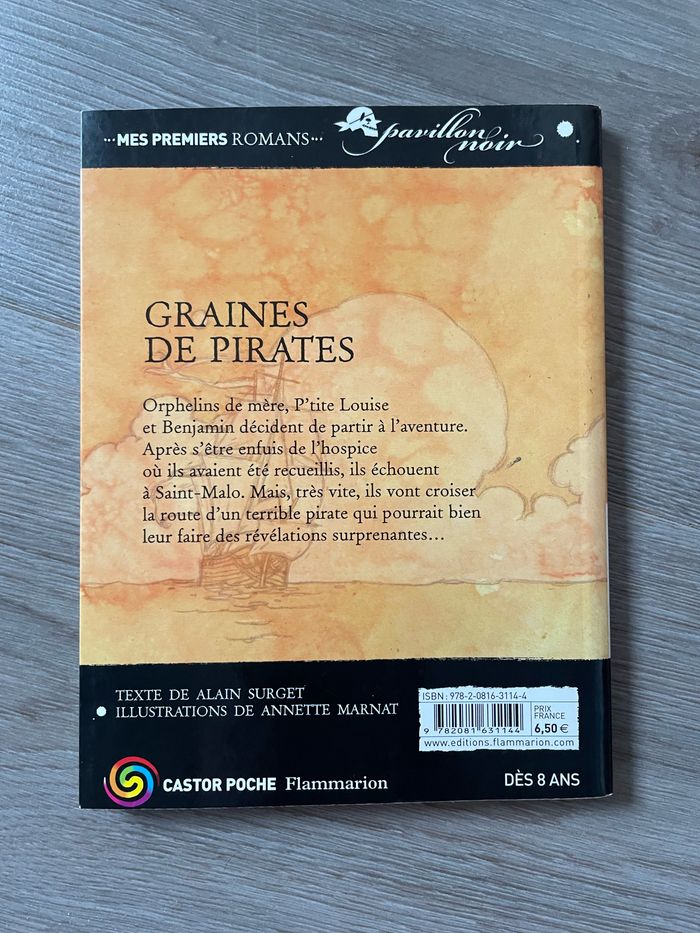 ··MES PREMIERS ROMANS··· pavillon noir
GRAINES
DE PIRATES
Orphelins de mère, P'tite Louise
et Benjamin décident de partir à l'aventure.
Après s'être enfuis de l'hospice
où ils avaient été recueillis, ils échouent
à Saint-Malo. Mais, très vite, ils vont croiser
la route d'un terrible pirate qui pourrait bien
leur faire des révélations surprenantes…
TEXTE DE ALAIN SURGET
ILLUSTRATIONS DE ANNETTE MARNAT
ISBN : 978-2-0816-3114-4
PRIX
FRANCE
6,50 €
9 782081 631144
www.editions.flammarion.com
CASTOR POCHE Flammarion
DÈS 8 ANS